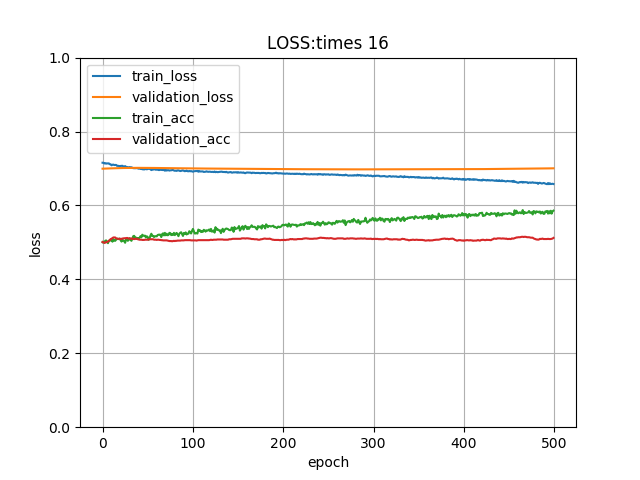 LOSS:times 16
1.0
0.8
0.6
0.4
0.2
0.0
loss
train_loss
validation_loss
train_acc
validation_acc
0 100 200 300 400 500
epoch